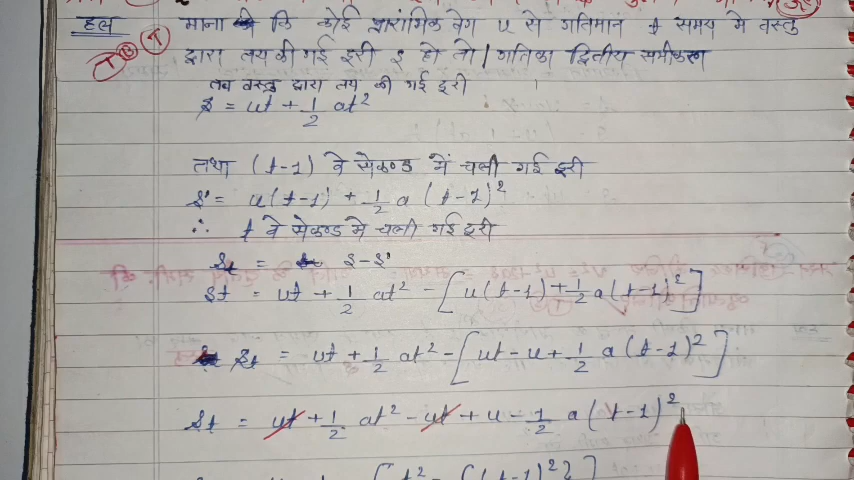 हल माना कि कोई प्रारंभिक वेग u से गतिमान t समय मे वस्तु
द्वारा तय की गई दूरी s हो तो / गतिका द्वितीय समीकरण
तब वस्तु द्वारा तय की गई दूरी
s = ut + 1/2 at²
तथा (t-1) वे सेकण्ड में चली गई दूरी
s' = u(t-1) + 1/2 a (t-1)²
∴ t वे सेकण्ड मे चली गई दूरी
St = s-s'
St = ut + 1/2 at² - [u(t-1)+1/2 a(t-1)²]
St = ut + 1/2 at² - [ut - u + 1/2 a (t-1)²]
St = ut + 1/2 at² - ut + u - 1/2 a(t-1)²